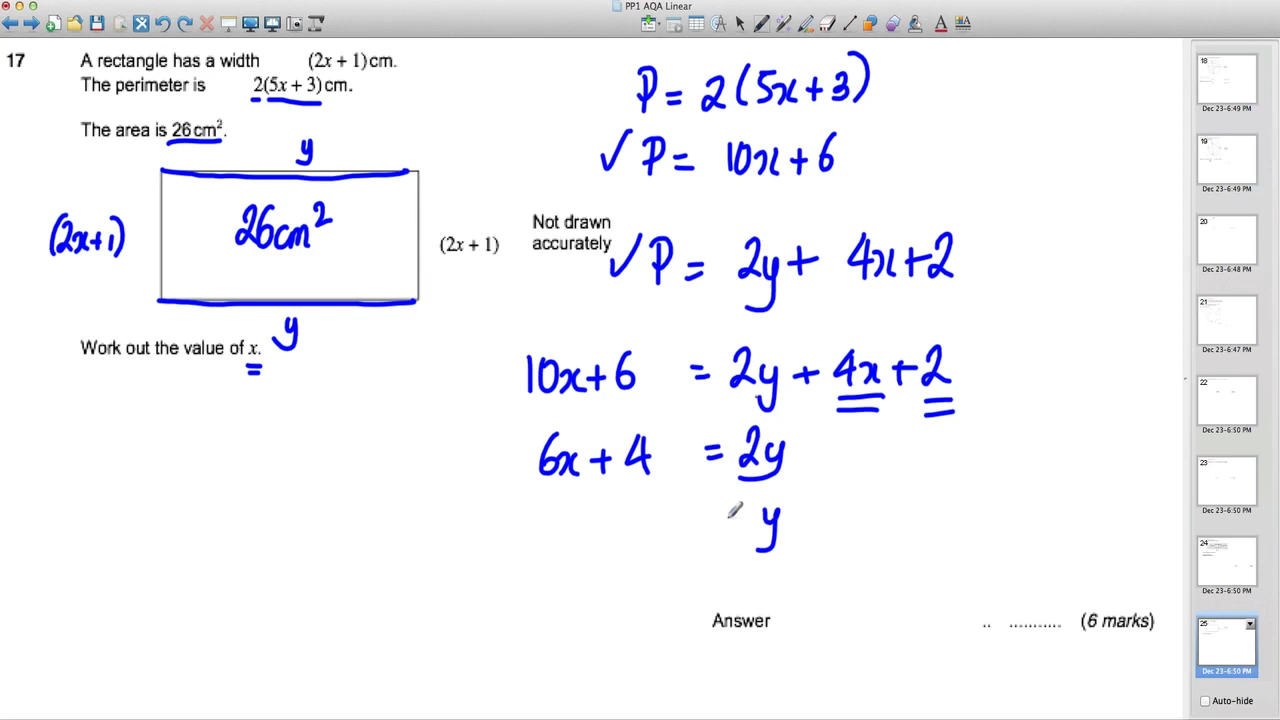 PP1 AQA Linear
17 A rectangle has a width (2x + 1) cm.
The perimeter is 2(5x + 3) cm.
The area is 26 cm².
y
(2x+1)
26cm²
(2x + 1)
Not drawn
accurately
y
Work out the value of x.
P = 2(5x+3)
✓ P = 10x+6
✓ P = 2y + 4x+2
10x+6 = 2y + 4x + 2
6x + 4 = 2y
y
Answer .. ........... (6 marks)
18
Dec 23-6:49 PM
19
Dec 23-6:49 PM
20
Dec 23-6:48 PM
21
Dec 23-6:47 PM
22
Dec 23-6:50 PM
23
Dec 23-6:50 PM
24
Dec 23-6:50 PM
25
Dec 23-6:50 PM
Auto-hide